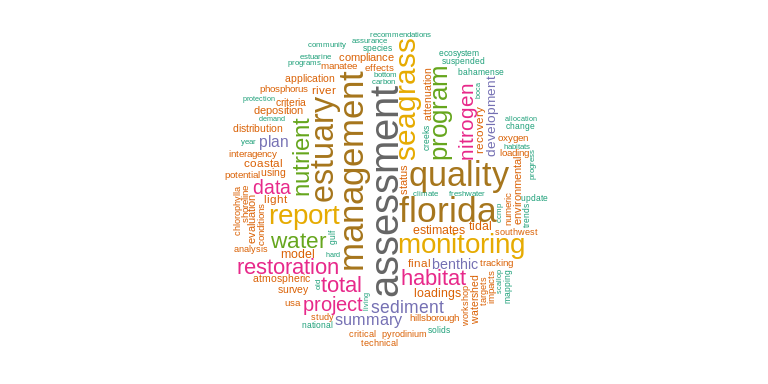 recommendations
assurance
community
species
estuarine
compliance
programs
manatee
effects
ecosystem
suspended
bottom
carbon
bahamense
application
phosphorus
river
protection
criteria
deposition
demand
distribution
year
plan
interagency
coastal
potential
using
data
light
nutrient
estuary
management
assessment
seagrass
attenuation
creeks
program
nitrogen
recovery
boca
development
allocation
change
oxygen
habitats
loading
progress
environmental
quality
status
climate
freshwater
florida
numeric
update
trends
ccmp
southwest
chlorophyll
shoreline
evaluation
conditions
report
water
gulf
analysis
model
hard
estimates
tidal
monitoring
restoration
atmospheric
survey
total
old
living
usa
project
study
national
summary
sediment
final
benthic
tracking
habitat
loadings
workshop
watershed
targets
impacts
scallop
mapping
hillsborough
solids
critical
pyrodinium
technical